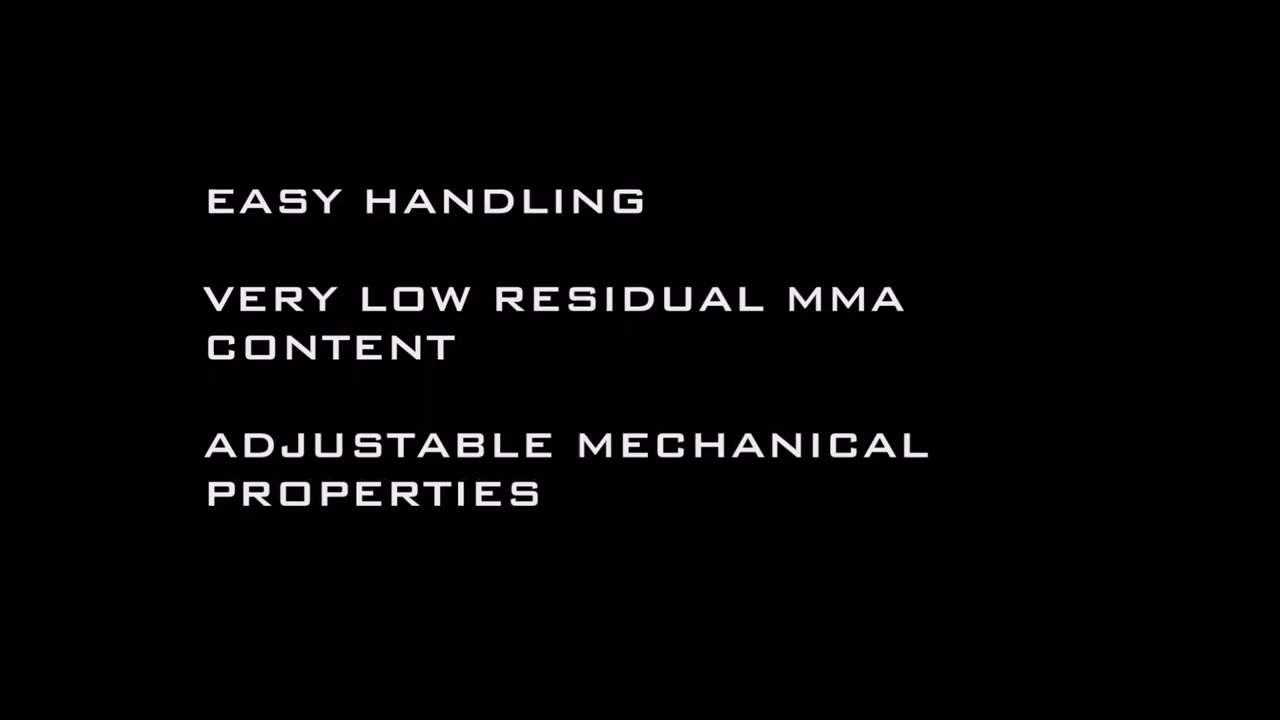 EASY HANDLING
VERY LOW RESIDUAL MMA
CONTENT
ADJUSTABLE MECHANICAL
PROPERTIES